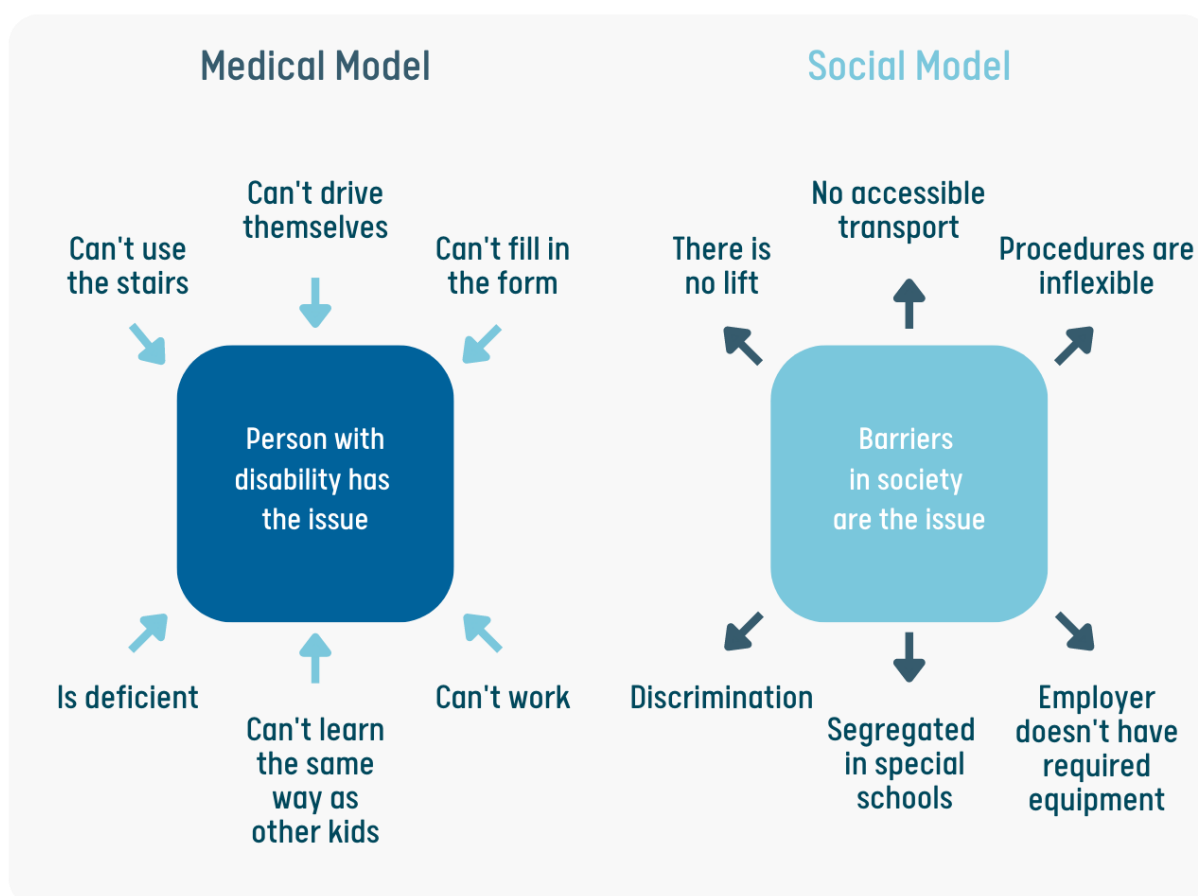 Medical Model
Can't drive
themselves
Can't use
the stairs
Can't fill in
the form
Person with
disability has
the issue
Is deficient
Can't learn
the same
way as
other kids
Can't work
Social Model
No accessible
transport
There is
no lift
Procedures are
inflexible
Barriers
in society
are the issue
Discrimination
Segregated
in special
schools
Employer
doesn't have
required
equipment